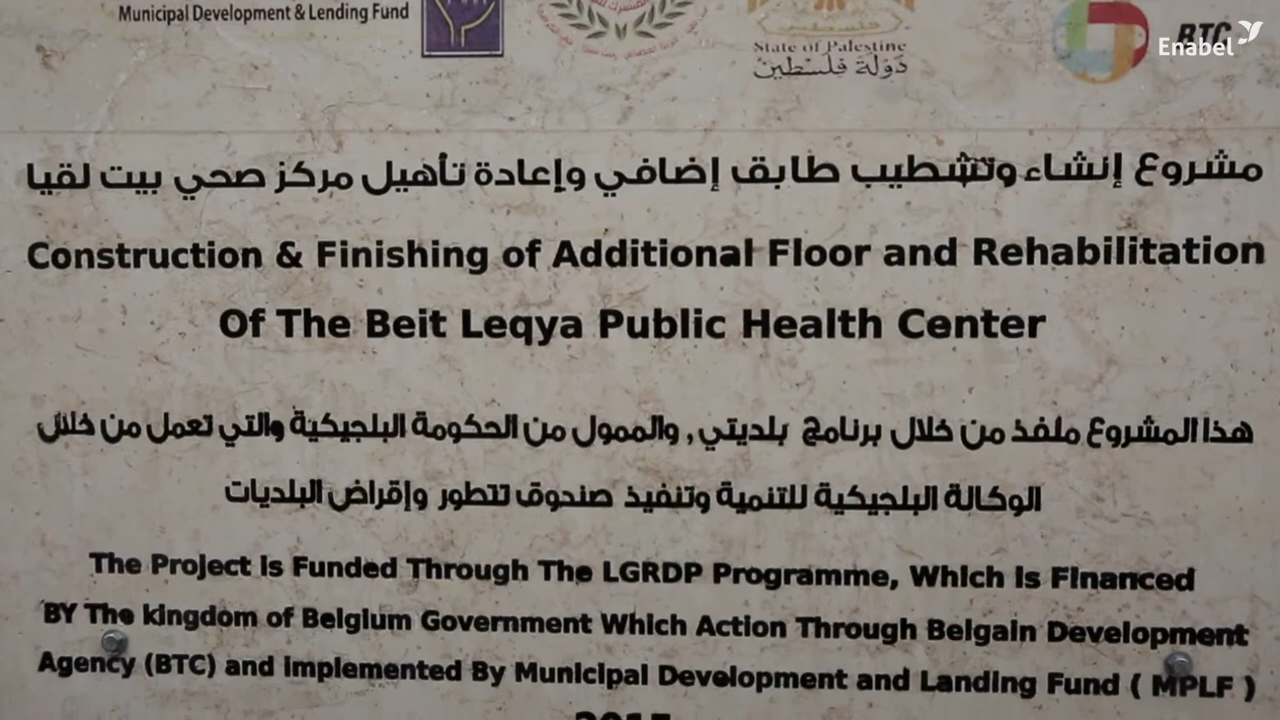 Municipal Development & Lending Fund
State of Palestine
دولة فلسطين
BTC
Enabel
مشروع إنشاء وتشطيب طابق إضافي وإعادة تأهيل مركز صحي بيت لقيا
Construction & Finishing of Additional Floor and Rehabilitation
Of The Beit Leqya Public Health Center
هذا المشروع ملفذ من خلال برنامج بلديتي , والممول من الحكومة البلجيكية والتي تعمل من خلال
الوكالة البلجيكية للتنمية وتنفيذ صندوق تتطور وإقراض البلديات
The Project is Funded Through The LGRDP Programme, Which is Financed
BY The kingdom of Belgium Government Which Action Through Belgain Development
Agency (BTC) and implemented By Municipal Development and Landing Fund ( MPLF )